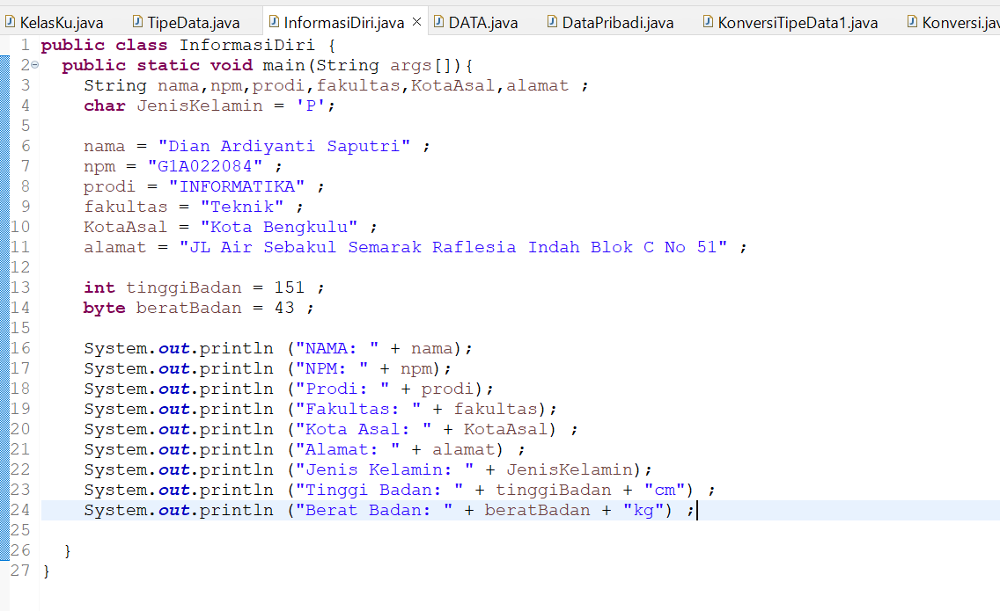 KelasKu.java TipeData.java InformasiDiri.java × DATA.java DataPribadi.java KonversiTipeData1.java Konversi.jav
1 public class InformasiDiri {
2 public static void main(String args[]){
3 String nama,npm,prodi,fakultas,KotaAsal,alamat ;
4 char JenisKelamin = 'P';
5
6 nama = "Dian Ardiyanti Saputri" ;
7 npm = "G1A022084" ;
8 prodi = "INFORMATIKA" ;
9 fakultas = "Teknik" ;
10 KotaAsal = "Kota Bengkulu" ;
11 alamat = "JL Air Sebakul Semarak Raflesia Indah Blok C No 51" ;
12
13 int tinggiBadan = 151 ;
14 byte beratBadan = 43 ;
15
16 System.out.println ("NAMA: " + nama);
17 System.out.println ("NPM: " + npm);
18 System.out.println ("Prodi: " + prodi);
19 System.out.println ("Fakultas: " + fakultas);
20 System.out.println ("Kota Asal: " + KotaAsal) ;
21 System.out.println ("Alamat: " + alamat) ;
22 System.out.println ("Jenis Kelamin: " + JenisKelamin);
23 System.out.println ("Tinggi Badan: " + tinggiBadan + "cm") ;
24 System.out.println ("Berat Badan: " + beratBadan + "kg") ;
25
26 }
27 }